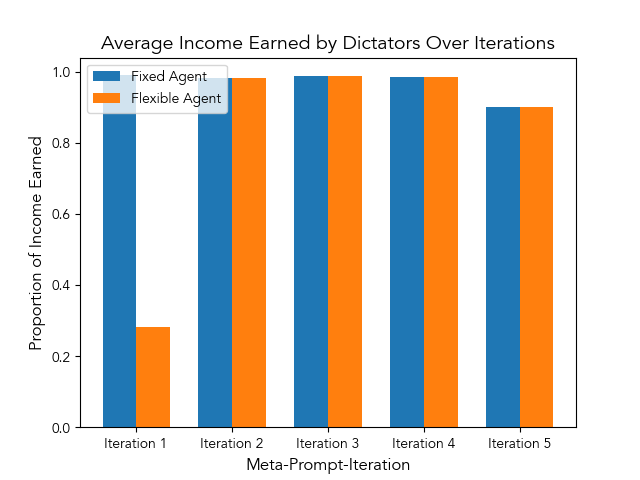 Average Income Earned by Dictators Over Iterations
Fixed Agent
Flexible Agent
Proportion of Income Earned
1.0
0.8
0.6
0.4
0.2
0.0
Iteration 1
Iteration 2
Iteration 3
Iteration 4
Iteration 5
Meta-Prompt-Iteration